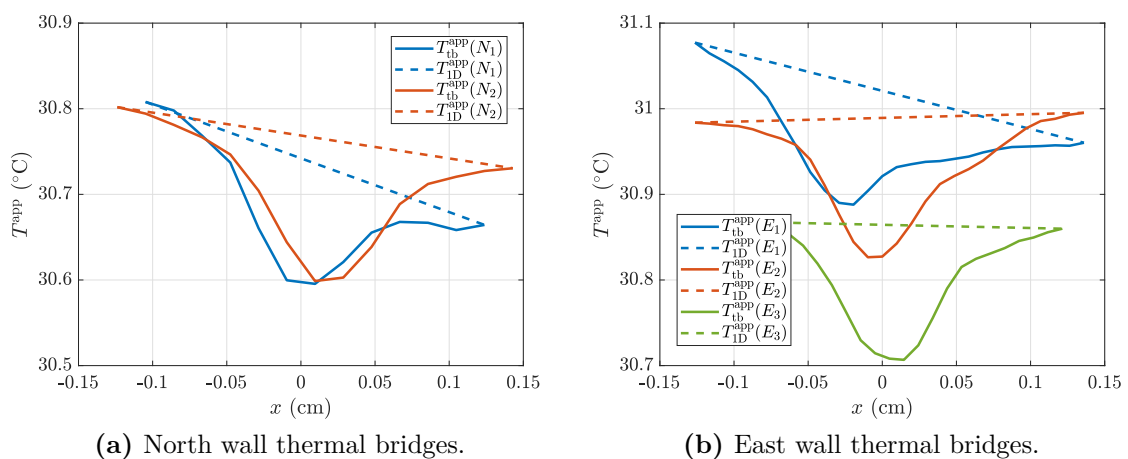 30.9
30.8
30.7
30.6
30.5
T^app (°C)
-0.15 -0.1 -0.05 0 0.05 0.1 0.15
x (cm)
T_tb^app(N_1)
T_1D^app(N_1)
T_tb^app(N_2)
T_1D^app(N_2)
(a) North wall thermal bridges.
31.1
31
30.9
30.8
30.7
T^app (°C)
-0.15 -0.1 -0.05 0 0.05 0.1 0.15
x (cm)
T_tb^app(E_1)
T_1D^app(E_1)
T_tb^app(E_2)
T_1D^app(E_2)
T_tb^app(E_3)
T_1D^app(E_3)
(b) East wall thermal bridges.